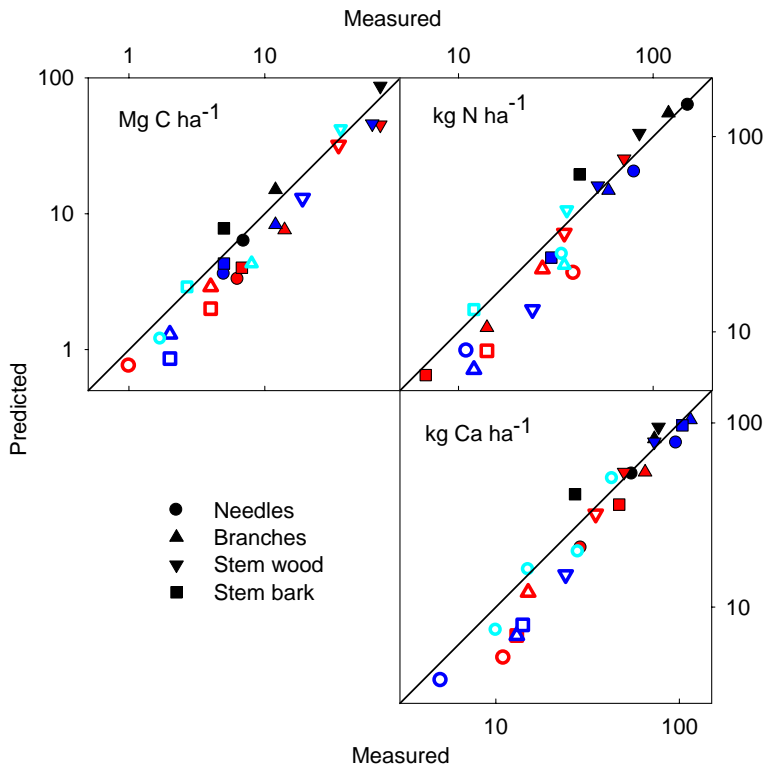 Measured
1 10 10 100
100
10
1
Predicted
Mg C ha-1
kg N ha-1
100
10
kg Ca ha-1
100
10
Needles
Branches
Stem wood
Stem bark
10 100
Measured